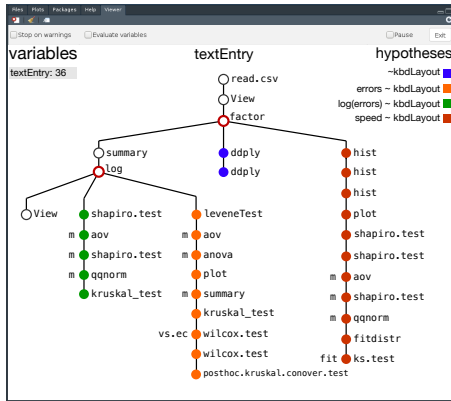 Files Plots Packages Help Viewer
Stop on warnings Evaluate variables Pause Exit
variables textEntry hypotheses
textEntry: 36
~kbdLayout
errors ~ kbdLayout
log(errors) ~ kbdLayout
speed ~ kbdLayout
read.csv
View
factor
summary ddply hist
log ddply hist
hist
View shapiro.test leveneTest plot
m aov m aov shapiro.test
m shapiro.test m anova shapiro.test
m qqnorm plot m aov
kruskal_test m summary m shapiro.test
kruskal_test m qqnorm
vs.ec wilcox.test fitdistr
wilcox.test fit ks.test
posthoc.kruskal.conover.test